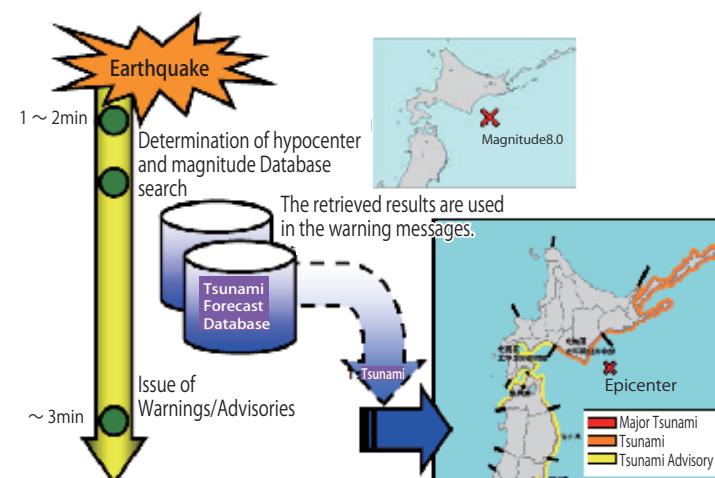 Earthquake
1 ～ 2min
Determination of hypocenter
and magnitude Database
search
Magnitude8.0
The retrieved results are used
in the warning messages.
Tsunami
Forecast
Database
Tsunami
Issue of
Warnings/Advisories
～ 3min
Epicenter
Major Tsunami
Tsunami
Tsunami Advisory